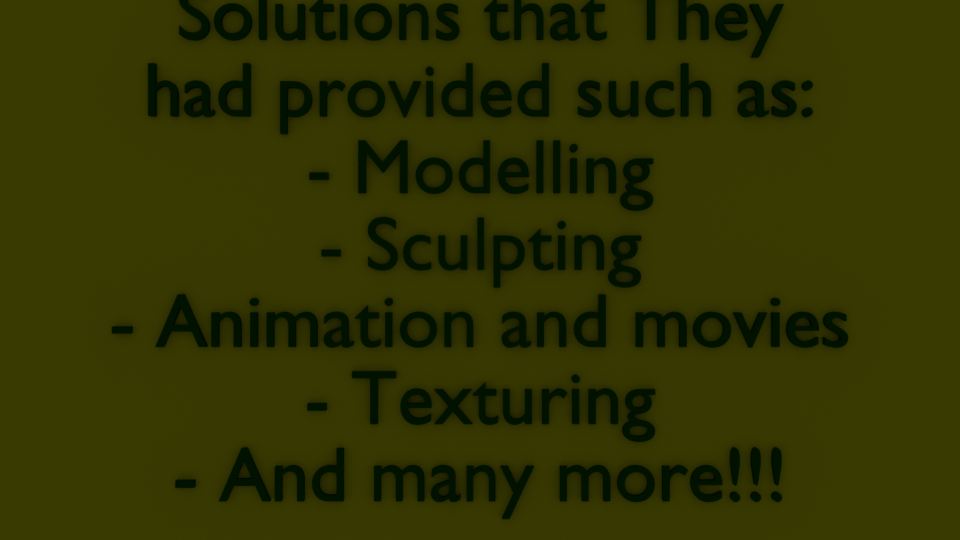 Solutions that They
had provided such as:
- Modelling
- Sculpting
- Animation and movies
- Texturing
- And many more!!!